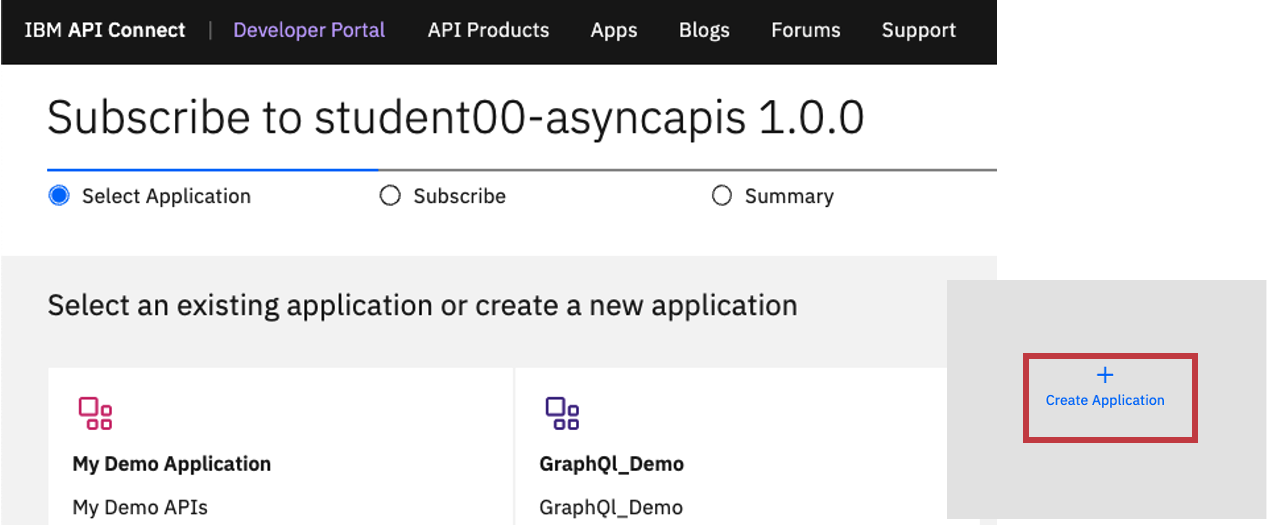 IBM API Connect | Developer Portal API Products Apps Blogs Forums Support
Subscribe to student00-asyncapis 1.0.0
Select Application Subscribe Summary
Select an existing application or create a new application
+
Create Application
My Demo Application GraphQl_Demo
My Demo APIs GraphQl_Demo